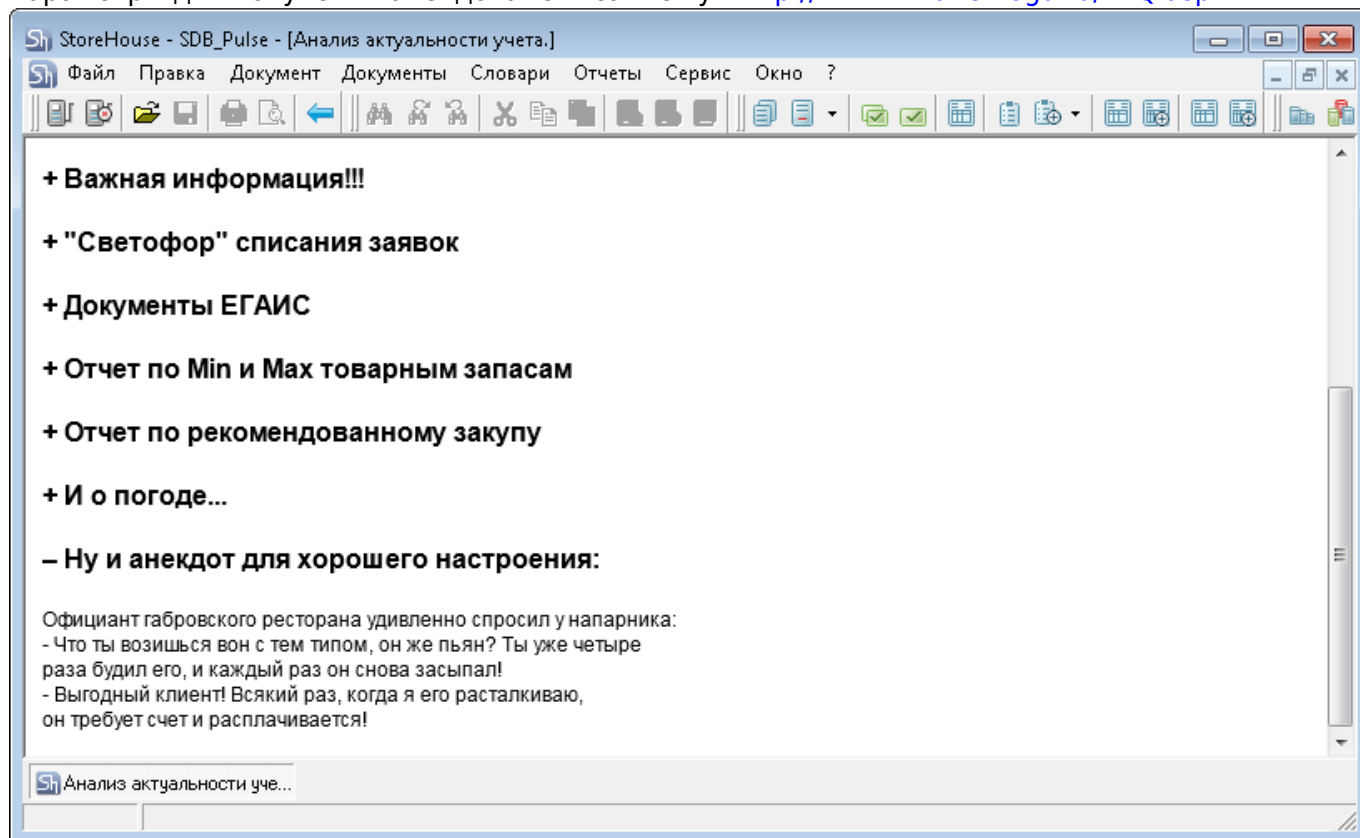 StoreHouse - SDB_Pulse - [Анализ актуальности учета.]
Файл Правка Документ Документы Словари Отчеты Сервис Окно ?
+ Важная информация!!!
+ "Светофор" списания заявок
+ Документы ЕГАИС
+ Отчет по Min и Max товарным запасам
+ Отчет по рекомендованному закупу
+ И о погоде...
– Ну и анекдот для хорошего настроения:
Официант габровского ресторана удивленно спросил у напарника:
- Что ты возишься вон с тем типом, он же пьян? Ты уже четыре
раза будил его, и каждый раз он снова засыпал!
- Выгодный клиент! Всякий раз, когда я его расталкиваю,
он требует счет и расплачивается!
Sh Анализ актуальности уче...